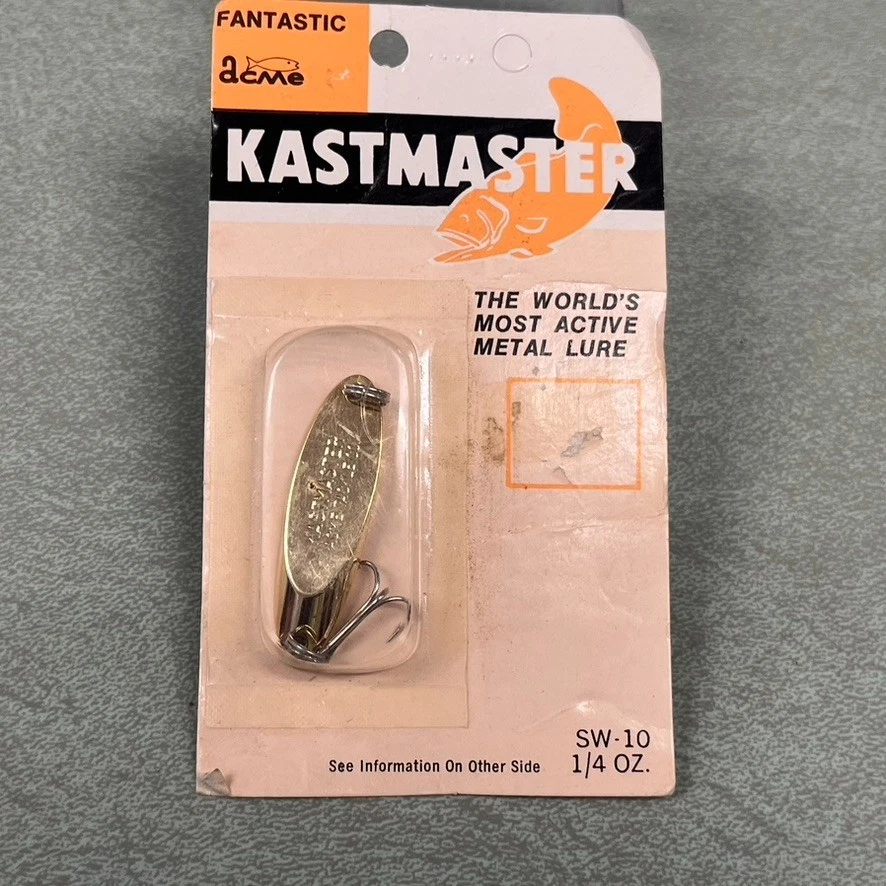 FANTASTIC
acme
KASTMASTER
THE WORLD'S
MOST ACTIVE
METAL LURE
KASTMASTER
SW-10
See Information On Other Side
1/4 OZ.